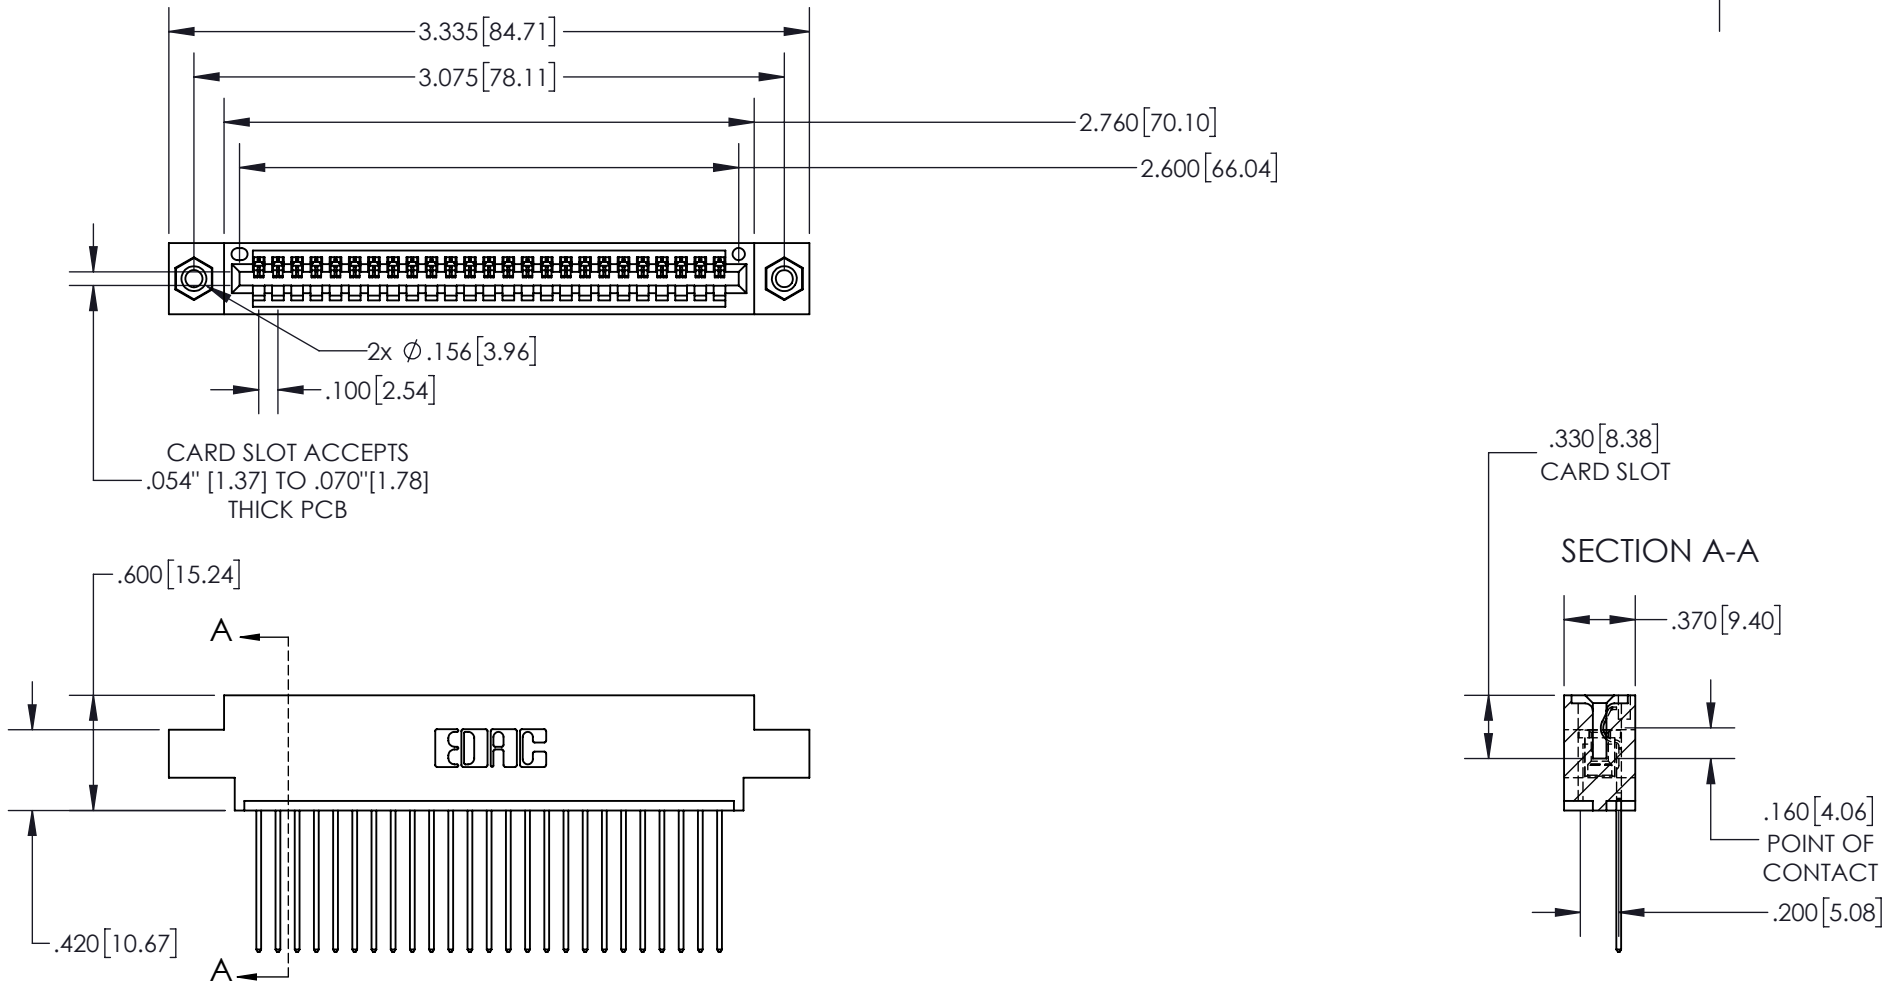 3.335[84.71]
3.075[78.11]
2.760[70.10]
2.600[66.04]
2x Ø.156[3.96]
.100[2.54]
CARD SLOT ACCEPTS
.054" [1.37] TO .070"[1.78]
THICK PCB
.330[8.38]
CARD SLOT
SECTION A-A
.600[15.24]
A
.370[9.40]
EDAC
.160[4.06]
POINT OF
CONTACT
.200[5.08]
.420[10.67]
A